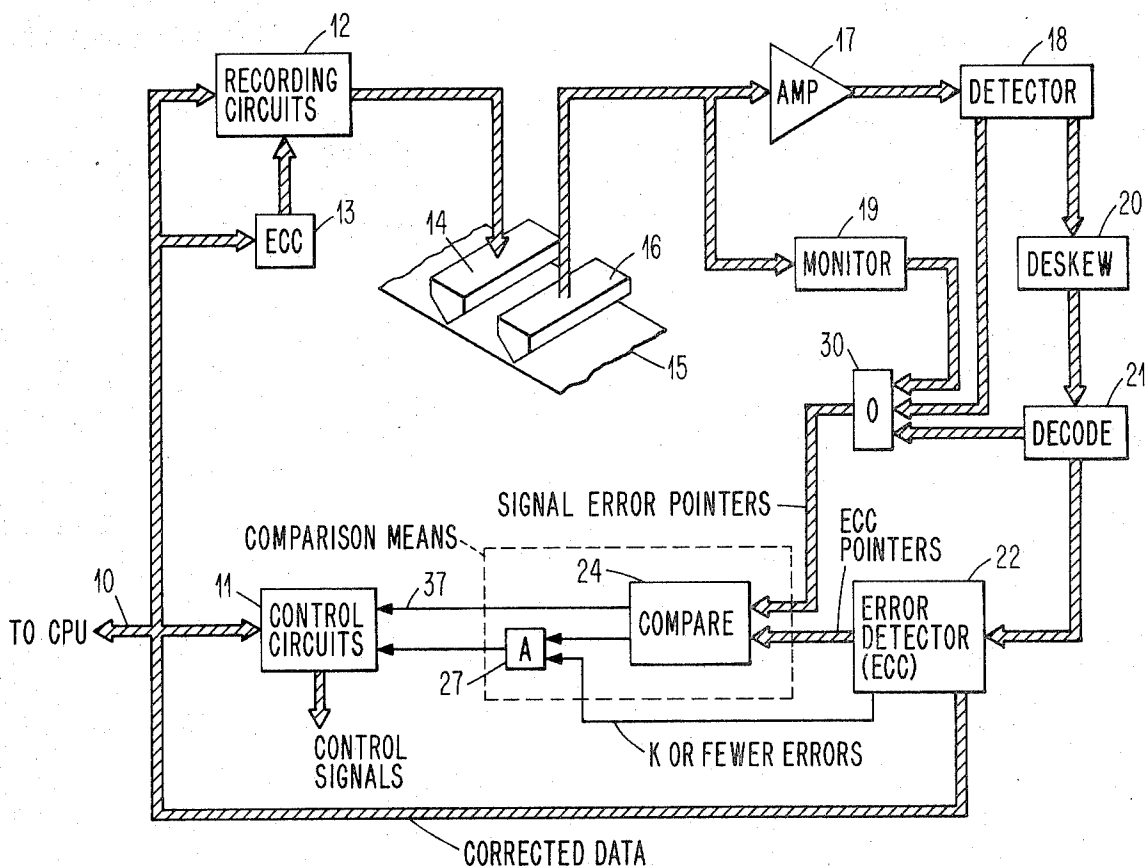 12
RECORDING
CIRCUITS
17
AMP
18
DETECTOR
13
ECC
14
16
19
MONITOR
20
DESKEW
15
30
O
21
DECODE
SIGNAL ERROR POINTERS
COMPARISON MEANS
ECC
POINTERS
10
TO CPU
11
CONTROL
CIRCUITS
37
24
COMPARE
22
ERROR
DETECTOR
(ECC)
A
27
CONTROL
SIGNALS
K OR FEWER ERRORS
CORRECTED DATA